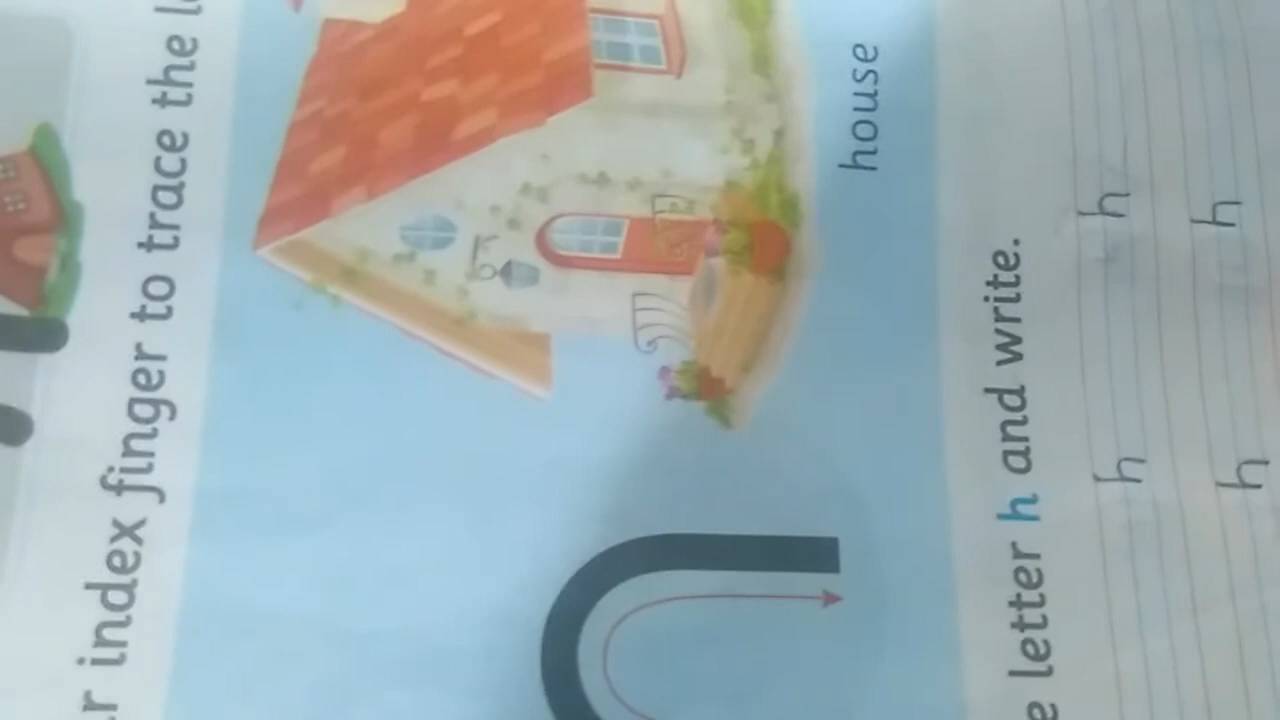 index finger to trace the
house
letter h and write.
h h
h h